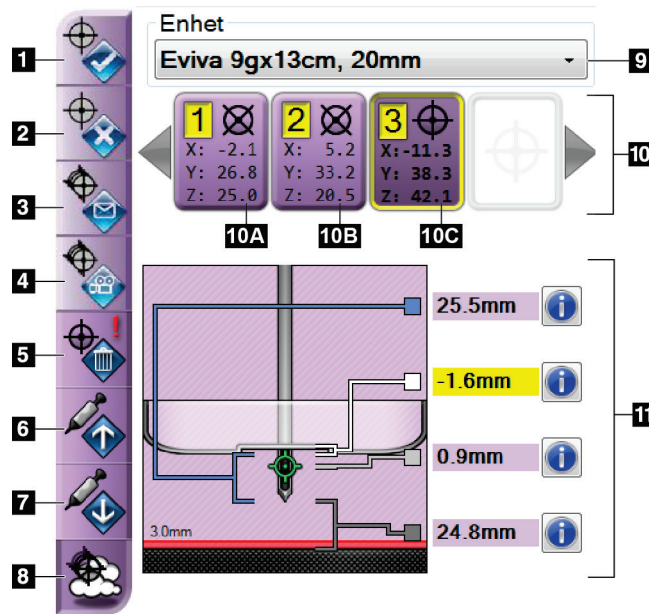 Enhet
1
Eviva 9gx13cm, 20mm
9
2
1
X: -2.1
Y: 26.8
Z: 25.0
2
X: 5.2
Y: 33.2
Z: 20.5
3
X:-11.3
Y: 38.3
Z: 42.1
10
3
10A
10B
10C
4
25.5mm
5
-1.6mm
11
6
0.9mm
7
3.0mm
24.8mm
8